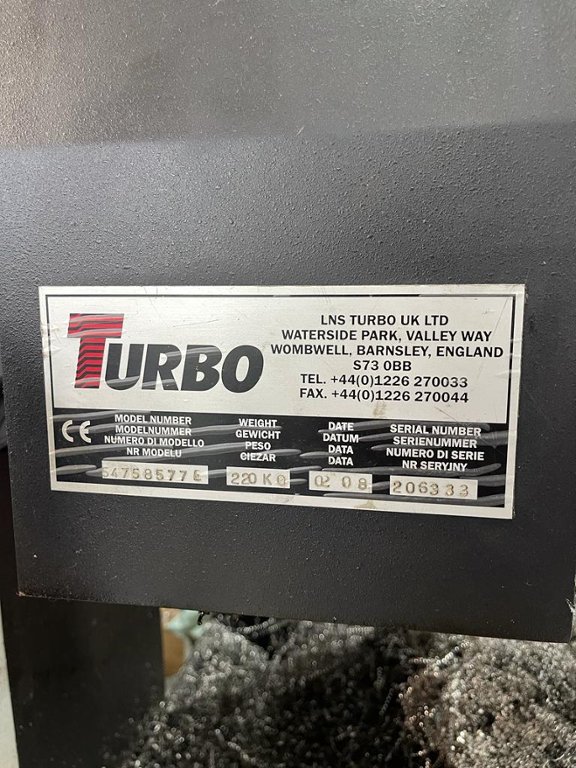 TURBO
LNS TURBO UK LTD
WATERSIDE PARK, VALLEY WAY
WOMBWELL, BARNSLEY, ENGLAND
S73 0BB
TEL. +44(0)1226 270033
FAX. +44(0)1226 270044
CE
MODEL NUMBER
MODELNUMMER
NUMERO DI MODELLO
NR MODELU
54758577E
WEIGHT
GEWICHT
PESO
CIEZAR
220 KG
DATE
DATUM
DATA
DATA
02 08
SERIAL NUMBER
SERIENUMMER
NUMERO DI SERIE
NR SERYJNY
206333